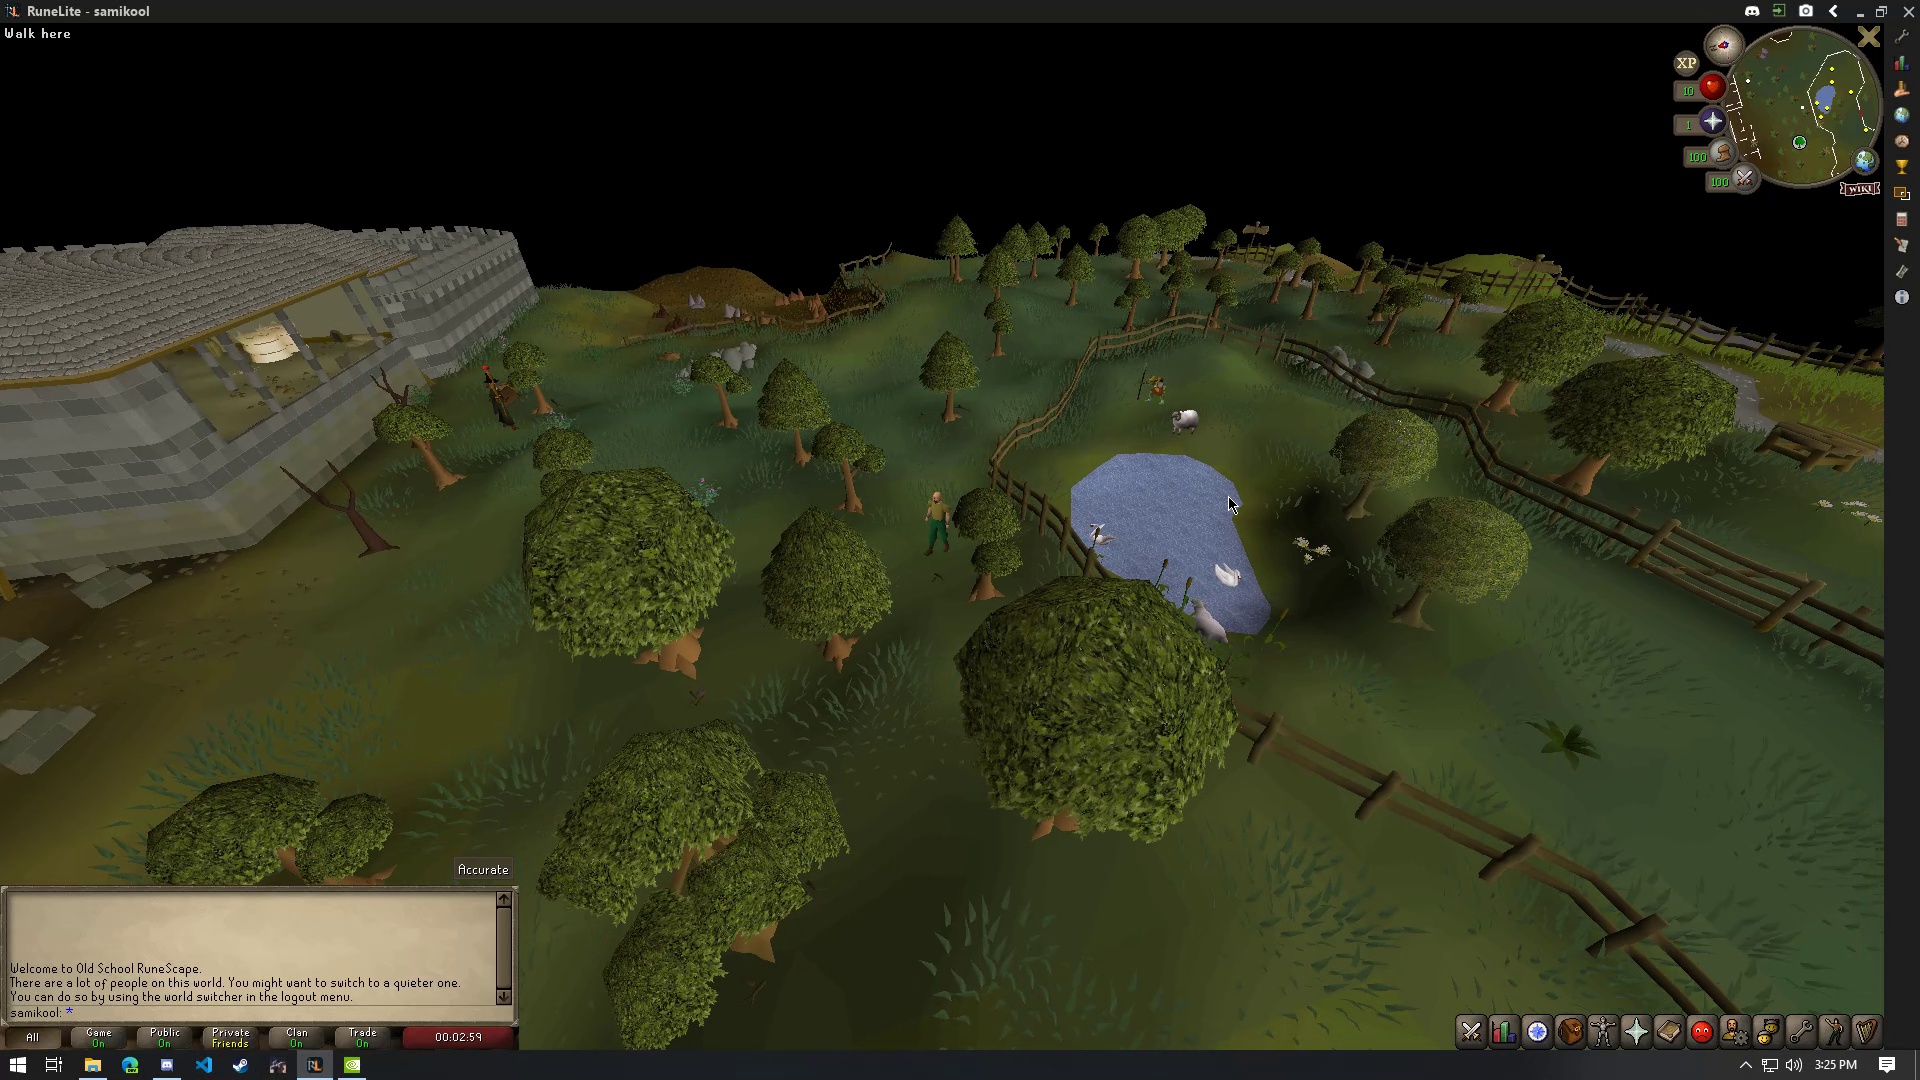 RuneLite - samikool
Walk here
XP
10
1
100
100
WIKI
Accurate
Welcome to Old School RuneScape.
There are a lot of people on this world. You might want to switch to a quieter one.
You can do so by using the world switcher in the logout menu.
samikool: *
All
Game
On
Public
On
Private
Friends
Clan
On
Trade
On
00:02:59
3:25 PM